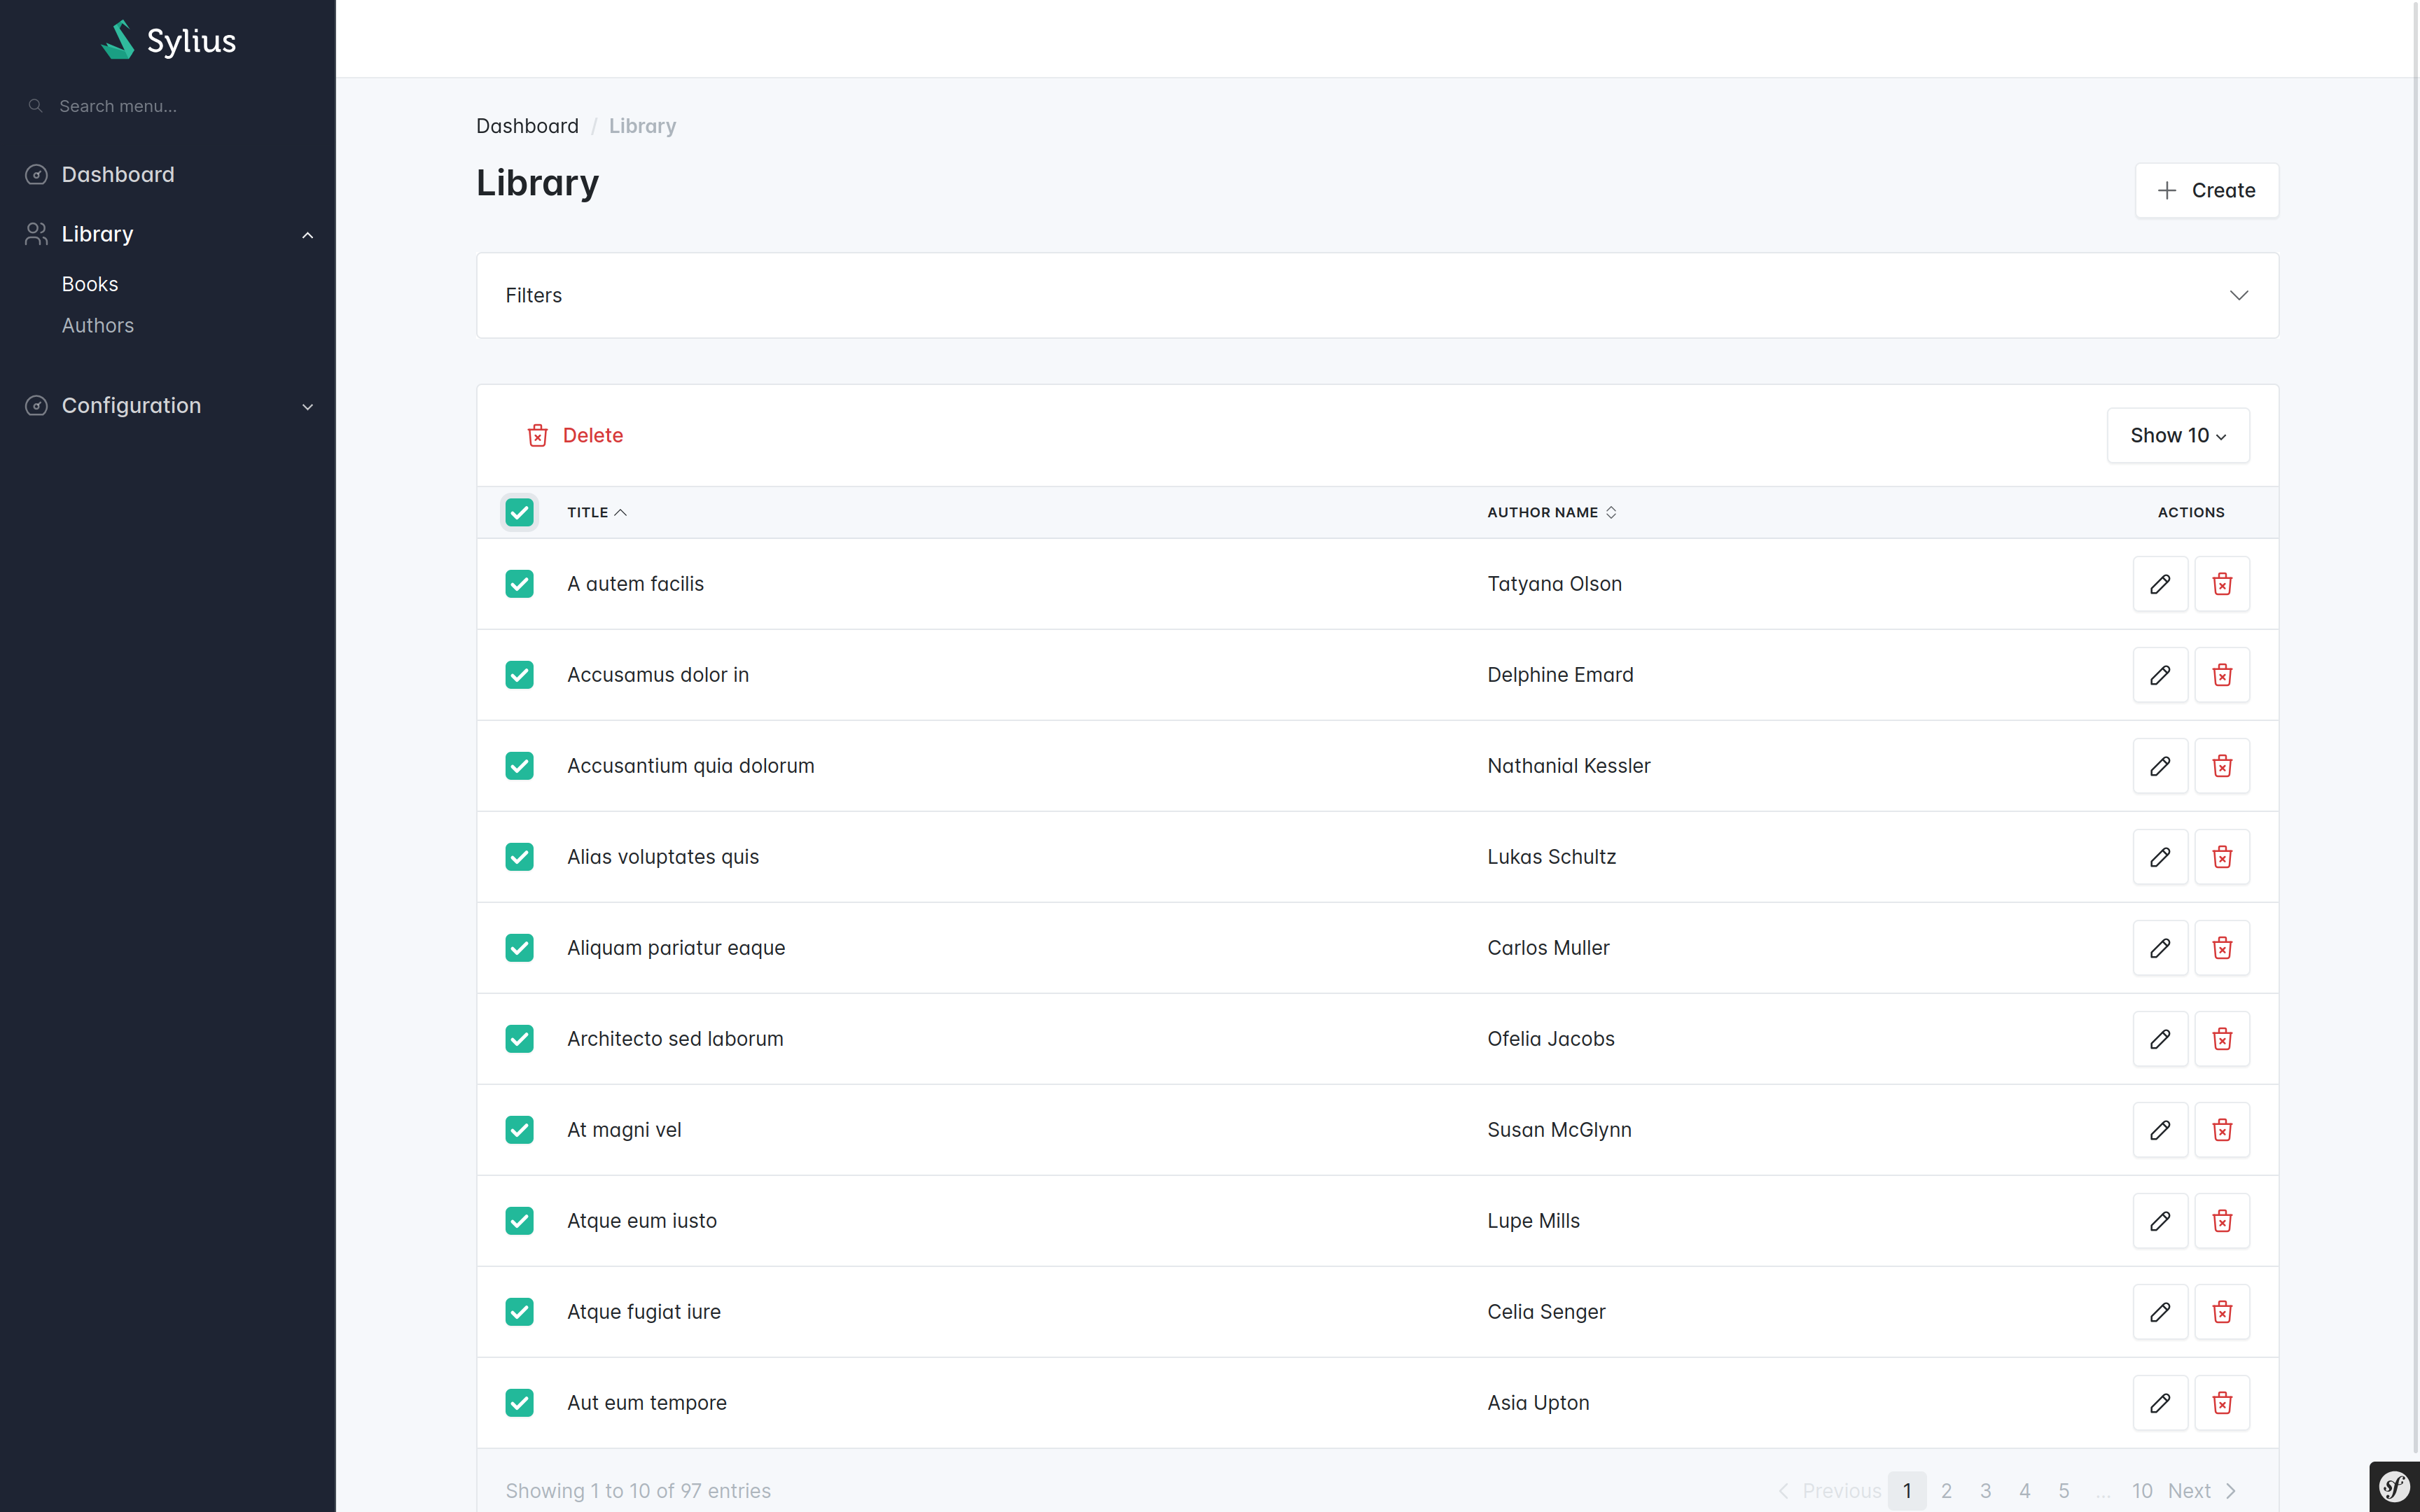 Sylius
Search menu...
Dashboard
Library
Books
Authors
Configuration
Dashboard / Library
Library
Create
Filters
Delete
Show 10
TITLE AUTHOR NAME ACTIONS
A autem facilis Tatyana Olson
Accusamus dolor in Delphine Emard
Accusantium quia dolorum Nathanial Kessler
Alias voluptates quis Lukas Schultz
Aliquam pariatur eaque Carlos Muller
Architecto sed laborum Ofelia Jacobs
At magni vel Susan McGlynn
Atque eum iusto Lupe Mills
Atque fugiat iure Celia Senger
Aut eum tempore Asia Upton
Showing 1 to 10 of 97 entries Previous 1 2 3 4 5 ... 10 Next
sf